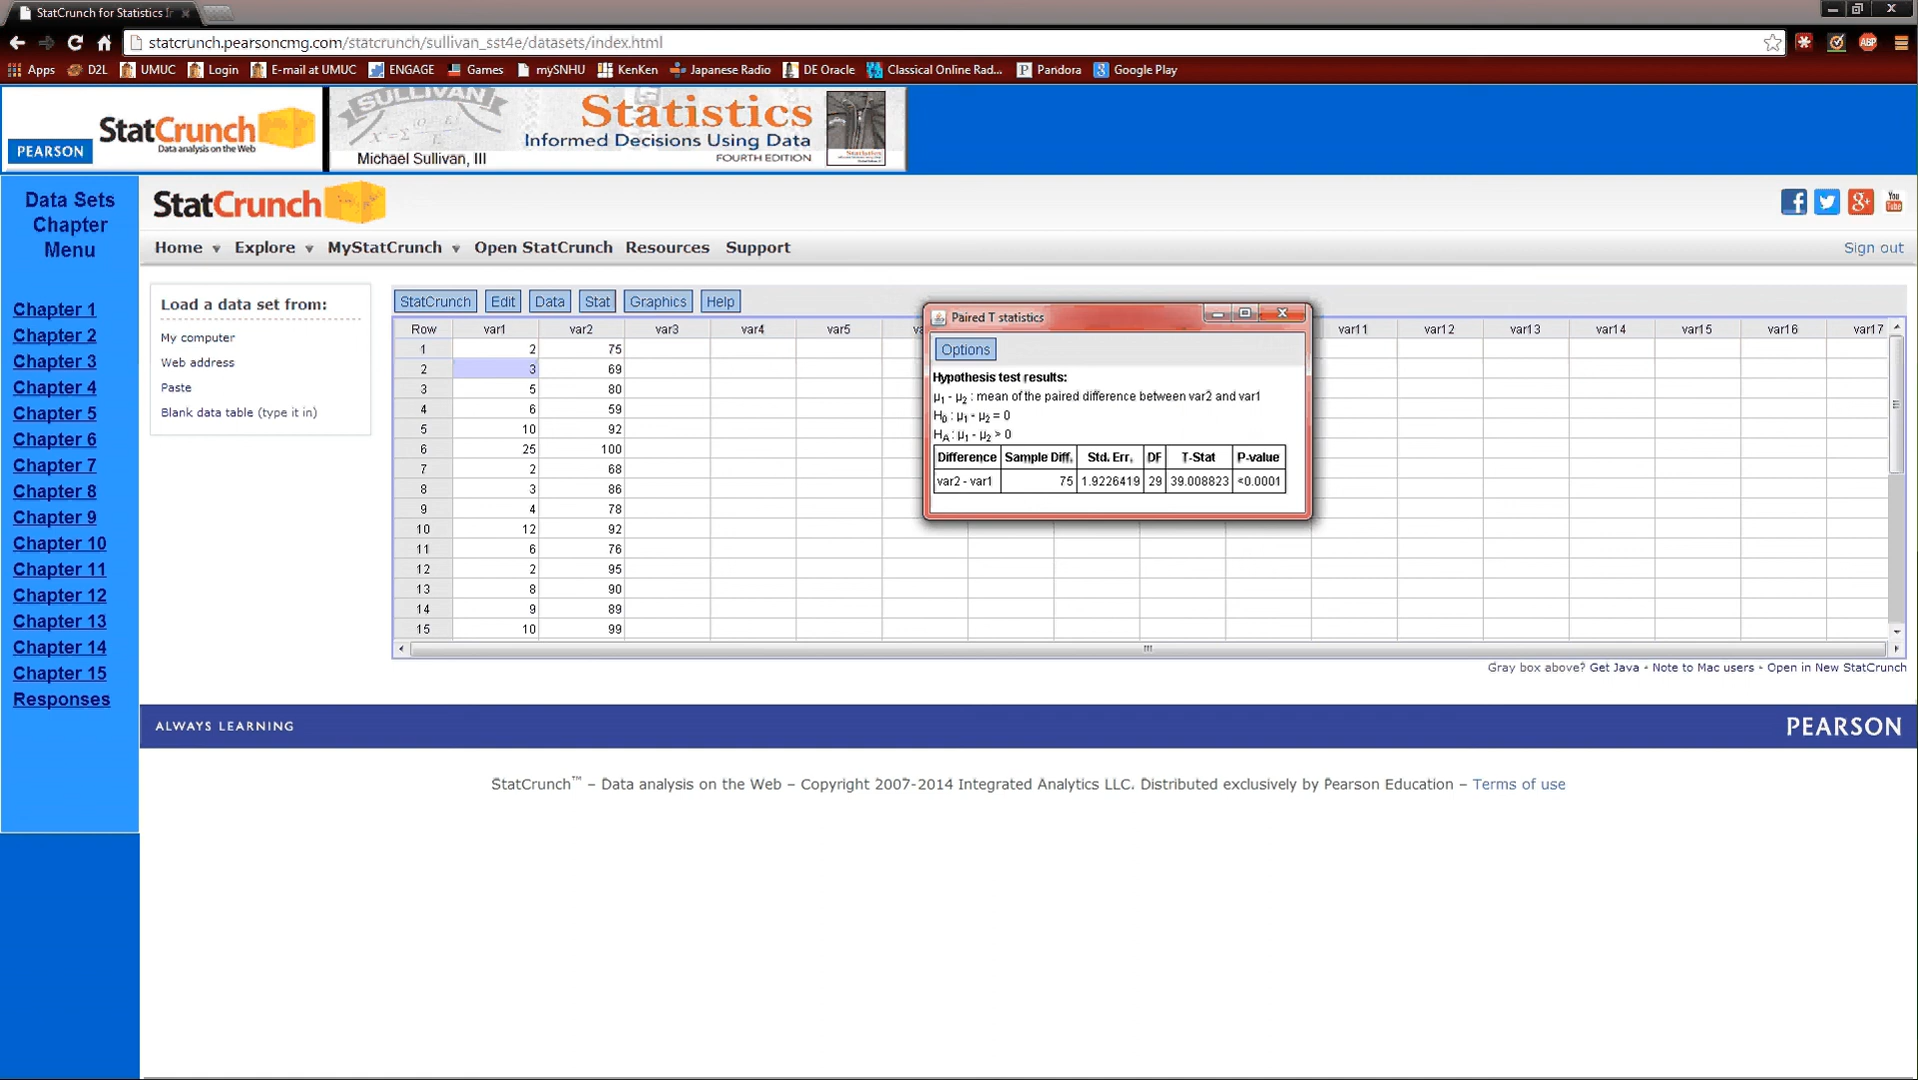 StatCrunch for Statistics I
statcrunch.pearsoncmg.com/statcrunch/sullivan_sst4e/datasets/index.html
Apps D2L UMUC Login E-mail at UMUC ENGAGE Games mySNHU KenKen Japanese Radio DE Oracle Classical Online Rad... Pandora Google Play
PEARSON
StatCrunch
Data analysis on the Web
SULLIVAN
Statistics
Informed Decisions Using Data
Michael Sullivan, III
FOURTH EDITION
Data Sets
Chapter
Menu
Chapter 1
Chapter 2
Chapter 3
Chapter 4
Chapter 5
Chapter 6
Chapter 7
Chapter 8
Chapter 9
Chapter 10
Chapter 11
Chapter 12
Chapter 13
Chapter 14
Chapter 15
Responses
StatCrunch
You Tube
Home Explore MyStatCrunch Open StatCrunch Resources Support Sign out
Load a data set from:
My computer
Web address
Paste
Blank data table (type it in)
StatCrunch Edit Data Stat Graphics Help
Row var1 var2 var3 var4 var5 var11 var12 var13 var14 var15 var16 var17
1 2 75
2 3 69
3 5 80
4 6 59
5 10 92
6 25 100
7 2 68
8 3 86
9 4 78
10 12 92
11 6 76
12 2 95
13 8 90
14 9 89
15 10 99
Paired T statistics
Options
Hypothesis test results:
μ1 - μ2 : mean of the paired difference between var2 and var1
H0 : μ1 - μ2 = 0
HA : μ1 - μ2 > 0
Difference Sample Diff. Std. Err. DF T-Stat P-value
var2 - var1 75 1.9226419 29 39.008823 <0.0001
Gray box above? Get Java • Note to Mac users • Open in New StatCrunch
ALWAYS LEARNING PEARSON
StatCrunch™ – Data analysis on the Web – Copyright 2007-2014 Integrated Analytics LLC. Distributed exclusively by Pearson Education – Terms of use